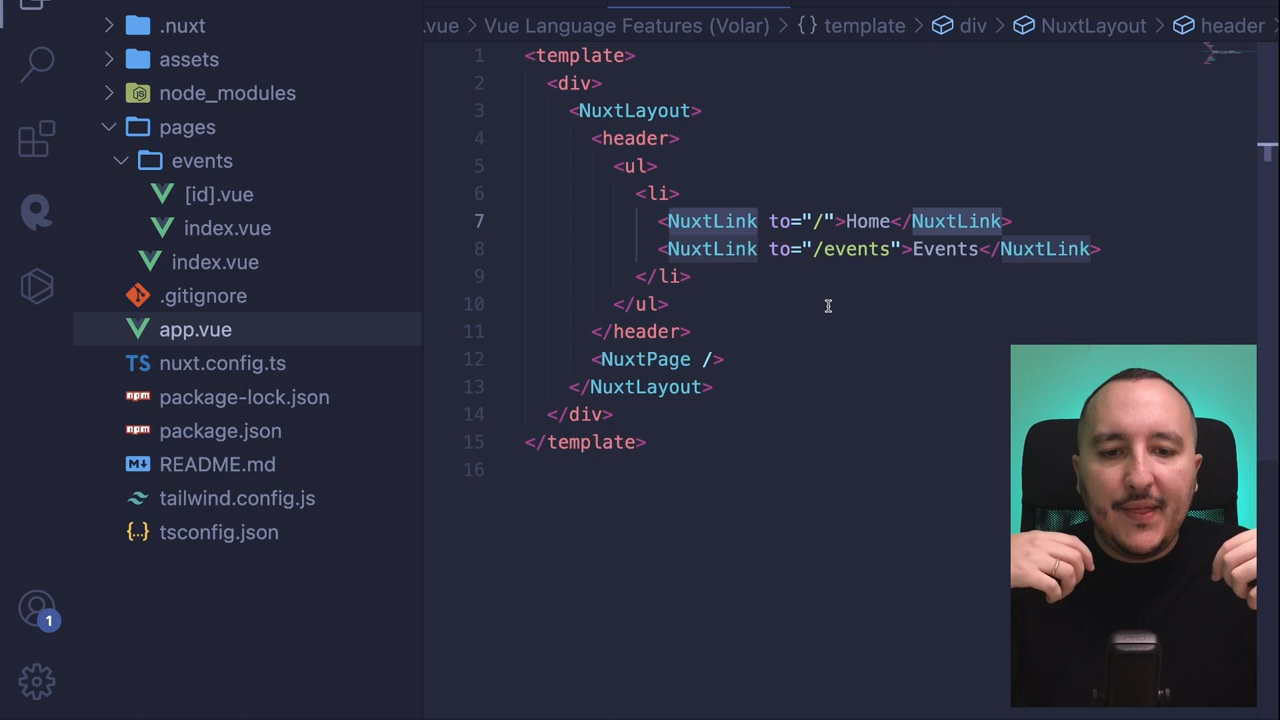 .nuxt
assets
node_modules
pages
events
[id].vue
index.vue
index.vue
.gitignore
app.vue
nuxt.config.ts
package-lock.json
package.json
README.md
tailwind.config.js
tsconfig.json
1
.vue > Vue Language Features (Volar) > {} template > div > NuxtLayout > header >
1 <template>
2 <div>
3 <NuxtLayout>
4 <header>
5 <ul>
6 <li>
7 <NuxtLink to="/">Home</NuxtLink>
8 <NuxtLink to="/events">Events</NuxtLink>
9 </li>
10 </ul>
11 </header>
12 <NuxtPage />
13 </NuxtLayout>
14 </div>
15 </template>
16